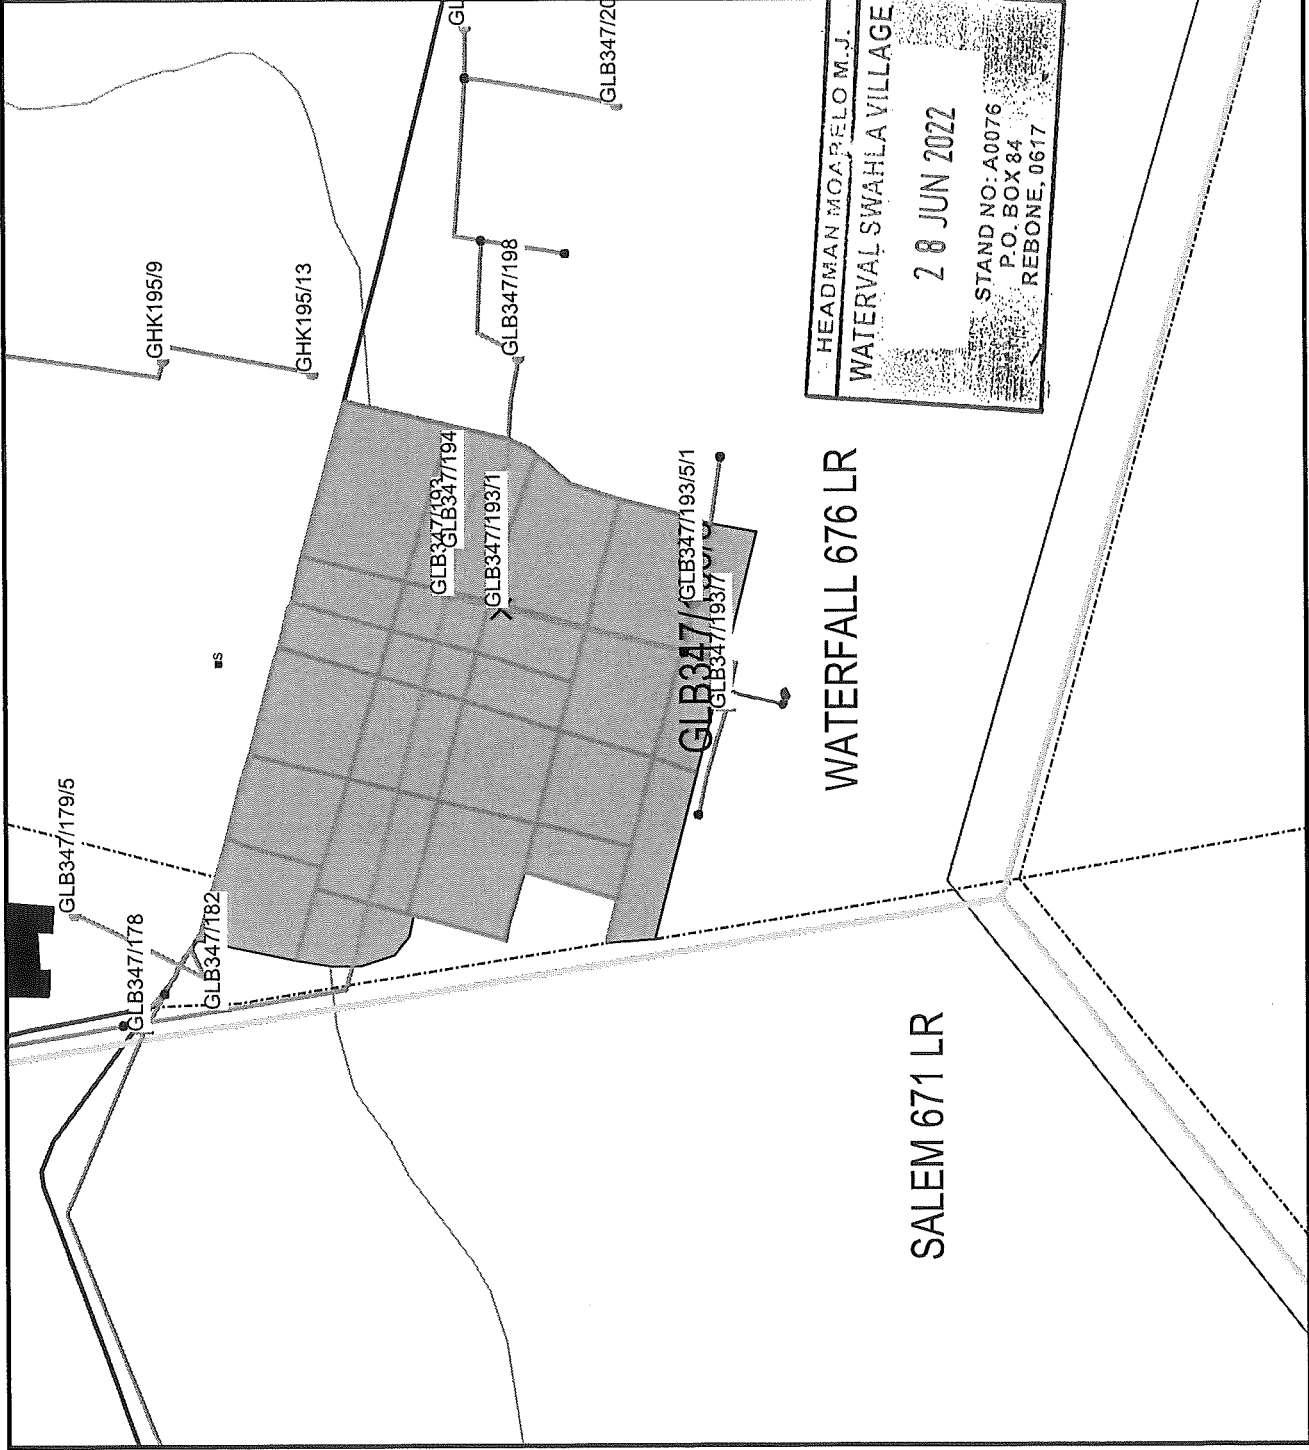 GLB347/179/5
GLB347/178
GHK195/9
GLB347/182
GHK195/13
GLB347/193
GLB347/194
GL
GLB347/193/1
GLB347/198
GLB347/20
GLB347/193/5/1
GLB347/
GLB347/193/7
WATERFALL 676 LR
SALEM 671 LR
HEADMAN M.J.
WATERVAL SWAHLA VILLAGE
28 JUN 2022
STAND NO: A0076
P.O. BOX 84
REBONE, 0617